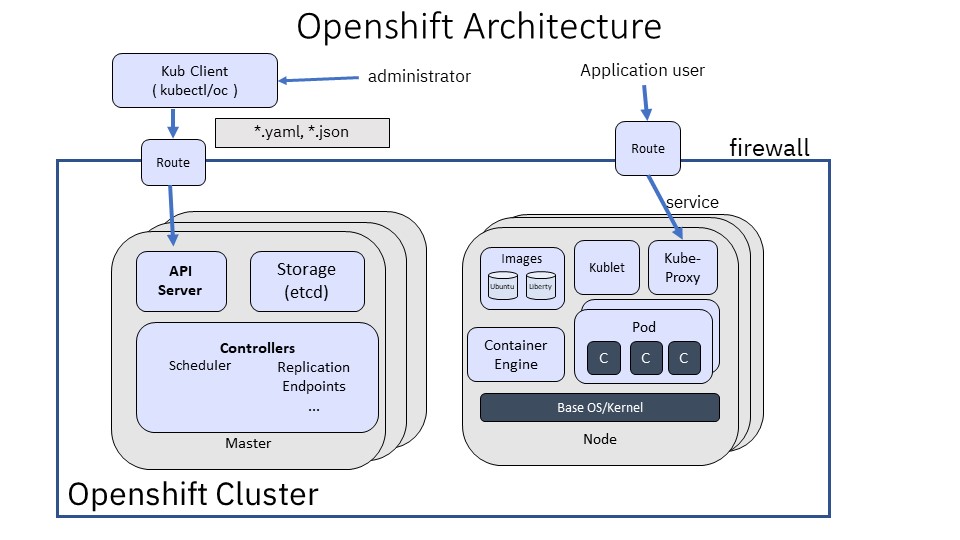 Openshift Architecture
Kub Client
( kubectl/oc )
administrator
Application user
*.yaml, *.json
Route
Route
firewall
service
API
Server
Storage
(etcd)
Controllers
Scheduler
Replication
Endpoints
...
Master
Images
Ubuntu
Liberty
Kublet
Kube-
Proxy
Container
Engine
Pod
C
C
C
Base OS/Kernel
Node
Openshift Cluster